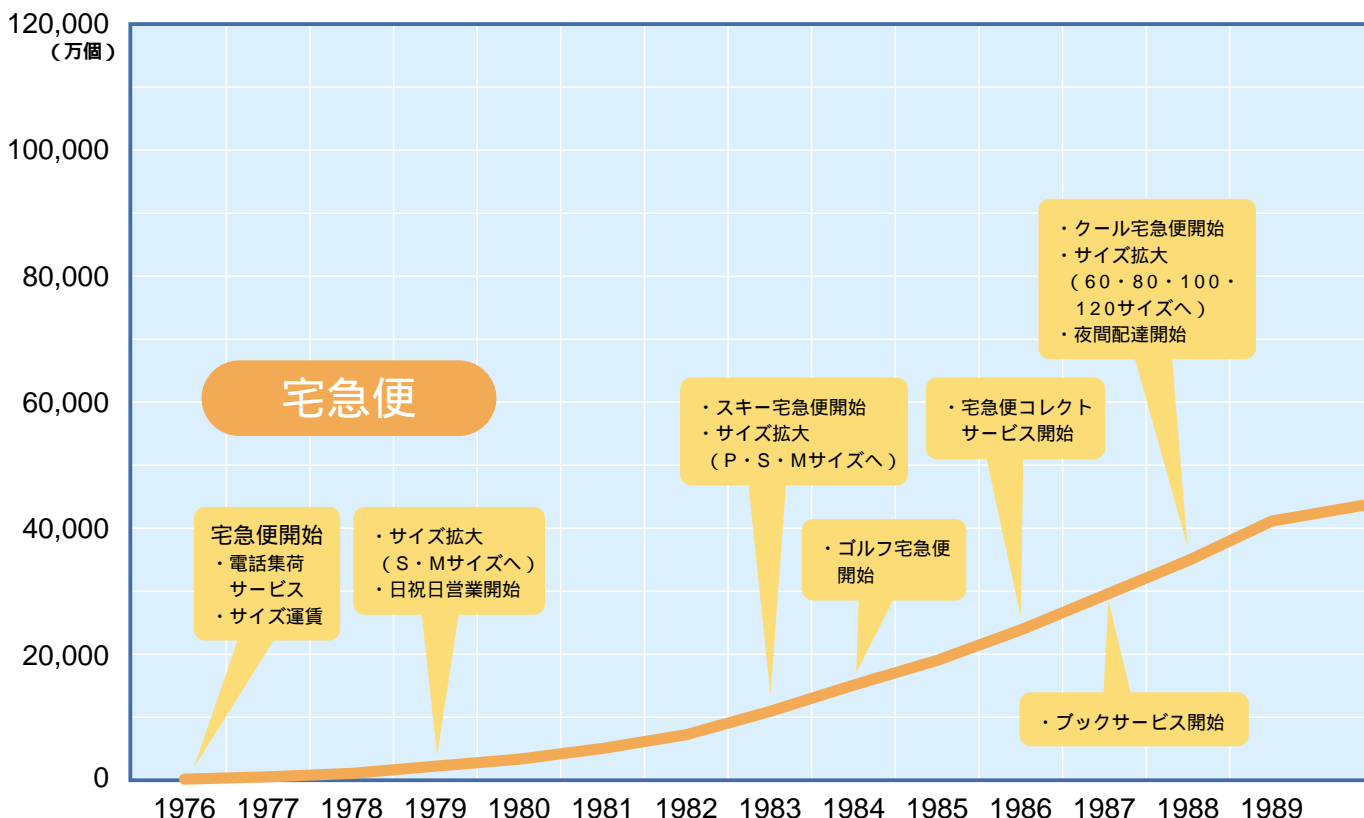 120,000
(万個)
100,000
80,000
60,000
40,000
20,000
0
宅急便
宅急便開始
・電話集荷
サービス
・サイズ運賃
・サイズ拡大
(S・Mサイズへ)
・日祝日営業開始
・スキー宅急便開始
・サイズ拡大
(P・S・Mサイズへ)
・ゴルフ宅急便
開始
・宅急便コレクト
サービス開始
・クール宅急便開始
・サイズ拡大
(60・80・100・
120サイズへ)
・夜間配達開始
・ブックサービス開始
1976 1977 1978 1979 1980 1981 1982 1983 1984 1985 1986 1987 1988 1989